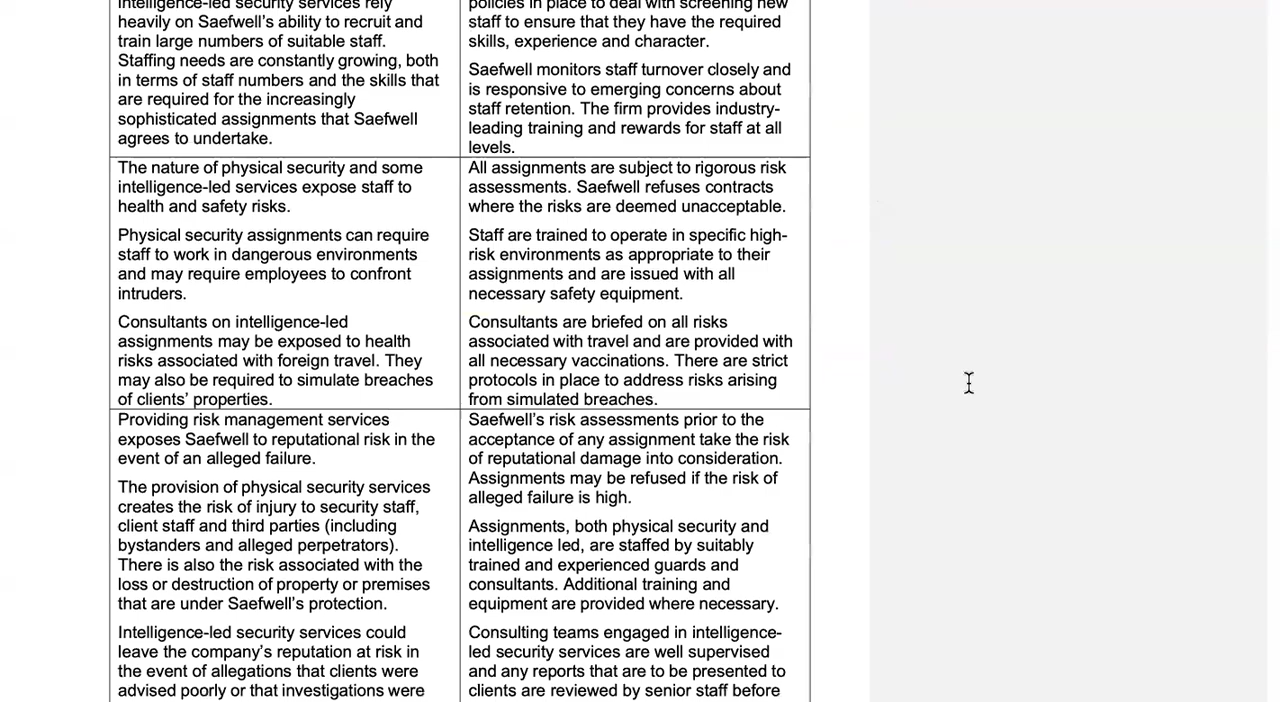 intelligence-led security services rely
heavily on Saefwell's ability to recruit and
train large numbers of suitable staff.
Staffing needs are constantly growing, both
in terms of staff numbers and the skills that
are required for the increasingly
sophisticated assignments that Saefwell
agrees to undertake.
policies in place to deal with screening new
staff to ensure that they have the required
skills, experience and character.
Saefwell monitors staff turnover closely and
is responsive to emerging concerns about
staff retention. The firm provides industry-
leading training and rewards for staff at all
levels.
The nature of physical security and some
intelligence-led services expose staff to
health and safety risks.
Physical security assignments can require
staff to work in dangerous environments
and may require employees to confront
intruders.
Consultants on intelligence-led
assignments may be exposed to health
risks associated with foreign travel. They
may also be required to simulate breaches
of clients' properties.
All assignments are subject to rigorous risk
assessments. Saefwell refuses contracts
where the risks are deemed unacceptable.
Staff are trained to operate in specific high-
risk environments as appropriate to their
assignments and are issued with all
necessary safety equipment.
Consultants are briefed on all risks
associated with travel and are provided with
all necessary vaccinations. There are strict
protocols in place to address risks arising
from simulated breaches.
Providing risk management services
exposes Saefwell to reputational risk in the
event of an alleged failure.
The provision of physical security services
creates the risk of injury to security staff,
client staff and third parties (including
bystanders and alleged perpetrators).
There is also the risk associated with the
loss or destruction of property or premises
that are under Saefwell's protection.
Intelligence-led security services could
leave the company's reputation at risk in
the event of allegations that clients were
advised poorly or that investigations were
Saefwell's risk assessments prior to the
acceptance of any assignment take the risk
of reputational damage into consideration.
Assignments may be refused if the risk of
alleged failure is high.
Assignments, both physical security and
intelligence led, are staffed by suitably
trained and experienced guards and
consultants. Additional training and
equipment are provided where necessary.
Consulting teams engaged in intelligence-
led security services are well supervised
and any reports that are to be presented to
clients are reviewed by senior staff before